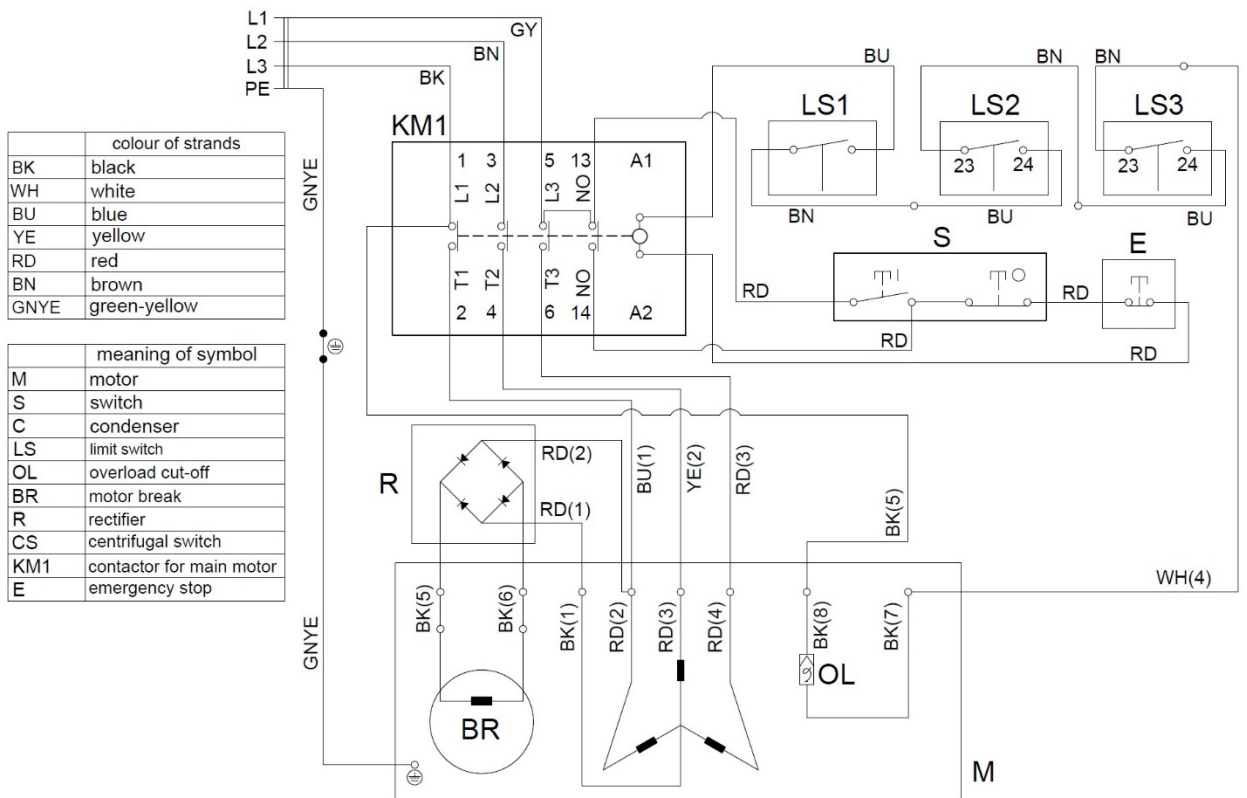 L1
L2
L3
PE
GY
BN
BK
BU
BN
BN
LS1
LS2
LS3
KM1
1 3 5 13 A1
L1 L2 L3 NO
23 24
23 24
BN
BU
BU
S
E
I
RD
RD
T1 T2 T3 NO
2 4 6 14 A2
RD
RD
GNYE
colour of strands
BK black
WH white
BU blue
YE yellow
RD red
BN brown
GNYE green-yellow
meaning of symbol
M motor
S switch
C condenser
LS limit switch
OL overload cut-off
BR motor break
R rectifier
CS centrifugal switch
KM1 contactor for main motor
E emergency stop
GNYE
R
RD(2)
RD(1)
BU(1)
YE(2)
RD(3)
BK(5)
WH(4)
BK(5)
BK(6)
BK(1)
RD(2)
RD(3)
RD(4)
BK(8)
BK(7)
OL
BR
M